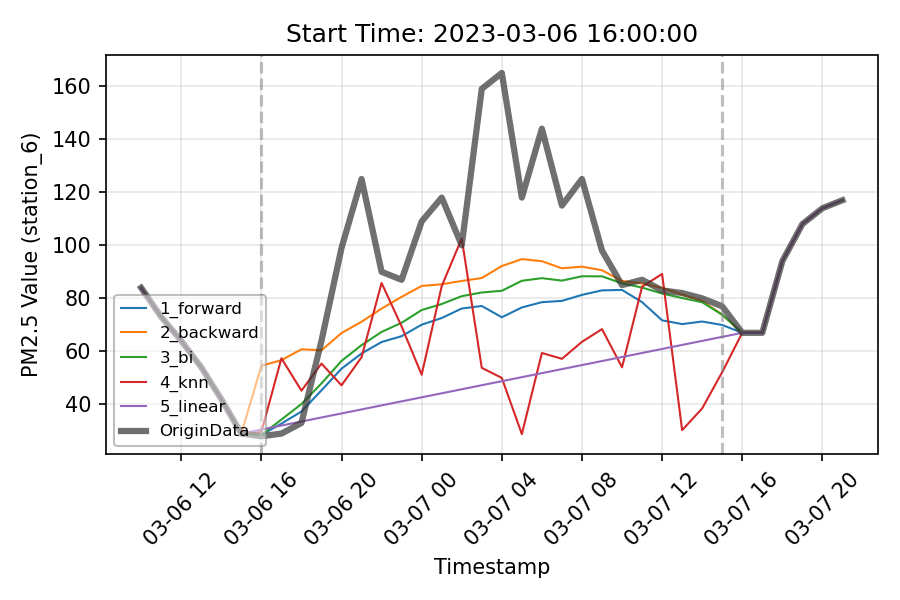 Start Time: 2023-03-06 16:00:00
PM2.5 Value (station_6)
160
140
120
100
80
60
40
1_forward
2_backward
3_bi
4_knn
5_linear
OriginData
03-06 12
03-06 16
03-06 20
03-07 00
03-07 04
03-07 08
03-07 12
03-07 16
03-07 20
Timestamp